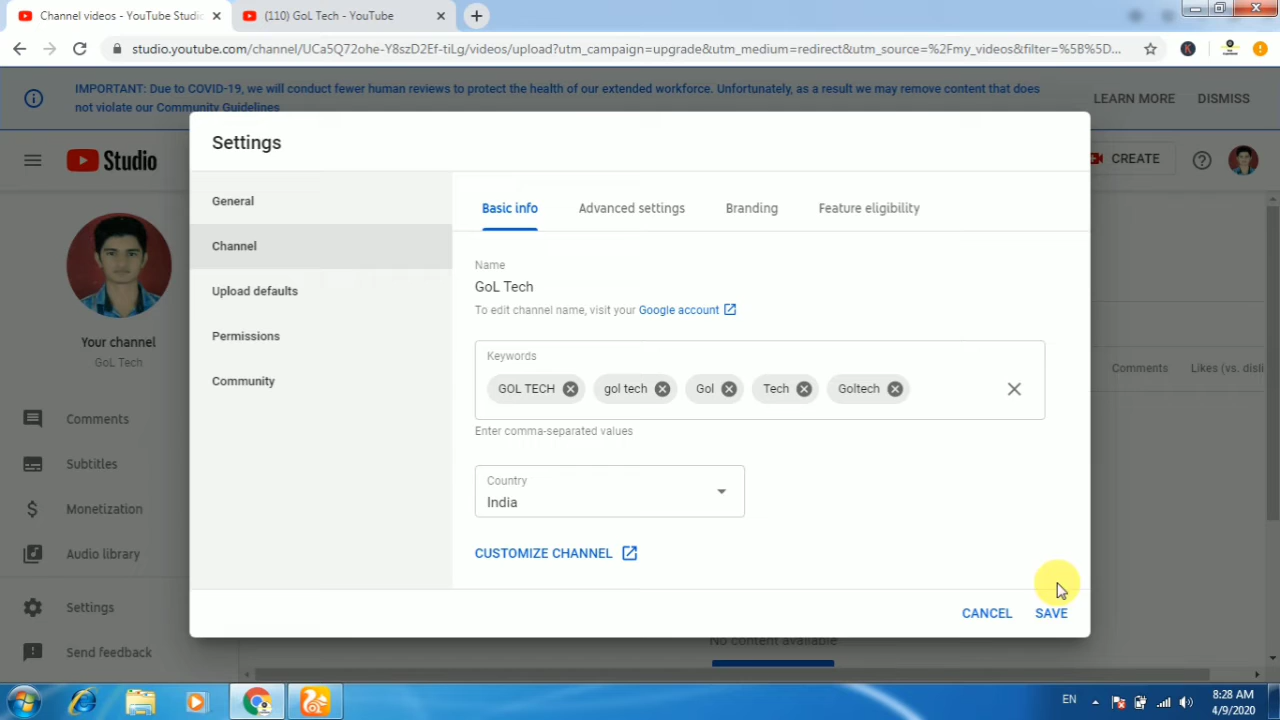 Channel videos - YouTube Studio
(110) GoL Tech - YouTube
studio.youtube.com/channel/UCa5Q72ohe-Y8szD2Ef-tiLg/videos/upload?utm_campaign=upgrade&utm_medium=redirect&utm_source=%2Fmy_videos&filter=%5B%5D...
IMPORTANT: Due to COVID-19, we will conduct fewer human reviews to protect the health of our extended workforce. Unfortunately, as a result we may remove content that does
not violate our Community Guidelines
LEARN MORE
DISMISS
Studio
CREATE
Your channel
GoL Tech
Comments
Subtitles
Monetization
Audio library
Settings
Send feedback
Settings
General
Channel
Upload defaults
Permissions
Community
Basic info
Advanced settings
Branding
Feature eligibility
Name
GoL Tech
To edit channel name, visit your Google account
Keywords
GOL TECH
gol tech
Gol
Tech
Goltech
Enter comma-separated values
Country
India
CUSTOMIZE CHANNEL
CANCEL
SAVE
Comments
Likes (vs. disli
No content available
EN
8:28 AM
4/9/2020